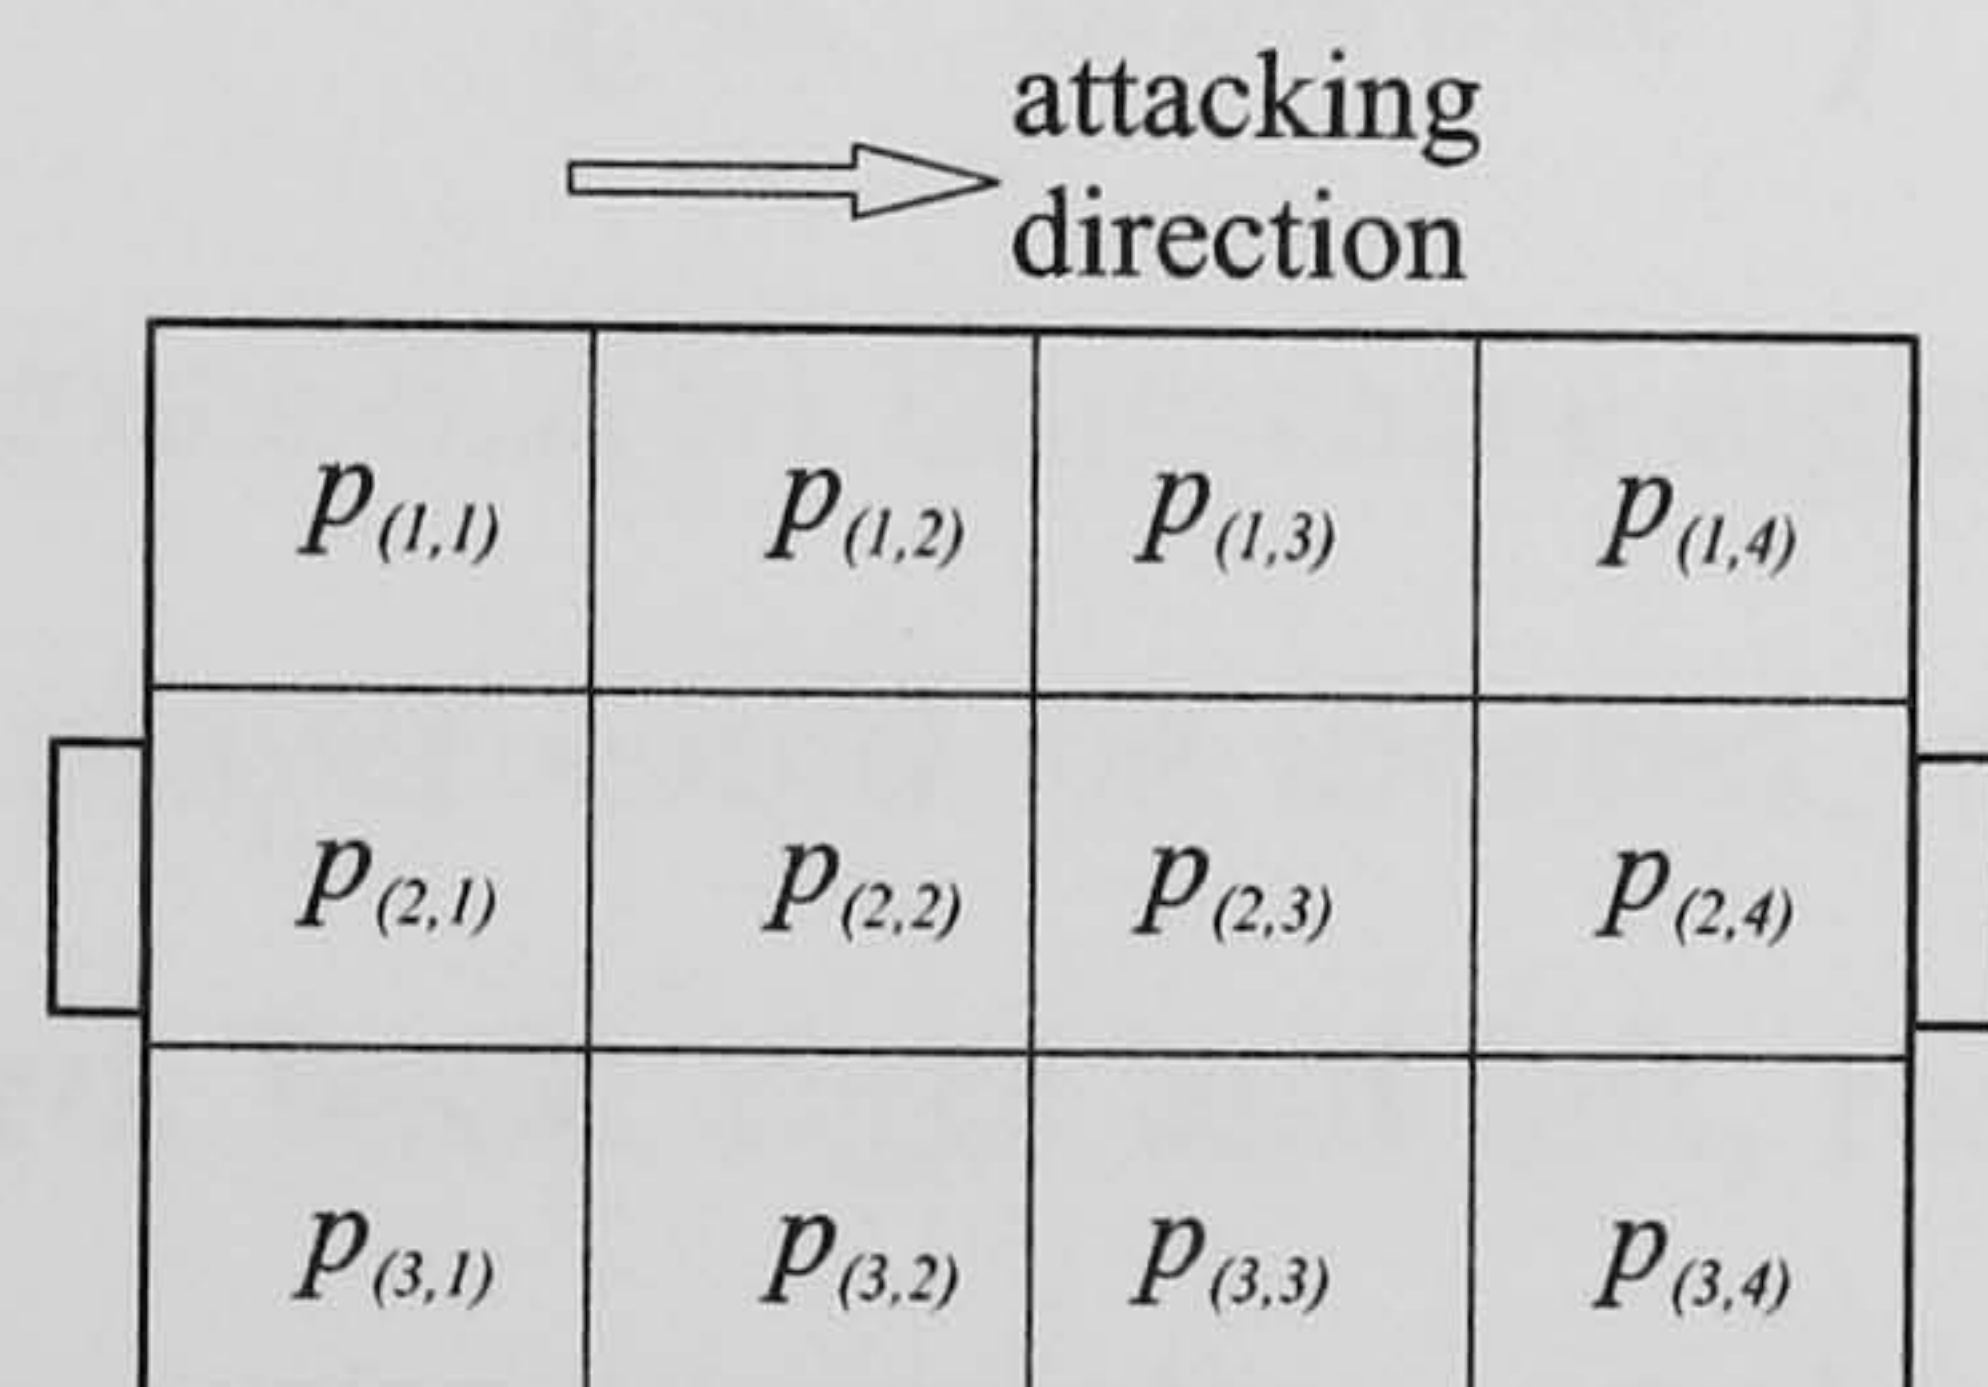 attacking
direction
p(1,1) p(1,2) p(1,3) p(1,4)
p(2,1) p(2,2) p(2,3) p(2,4)
p(3,1) p(3,2) p(3,3) p(3,4)